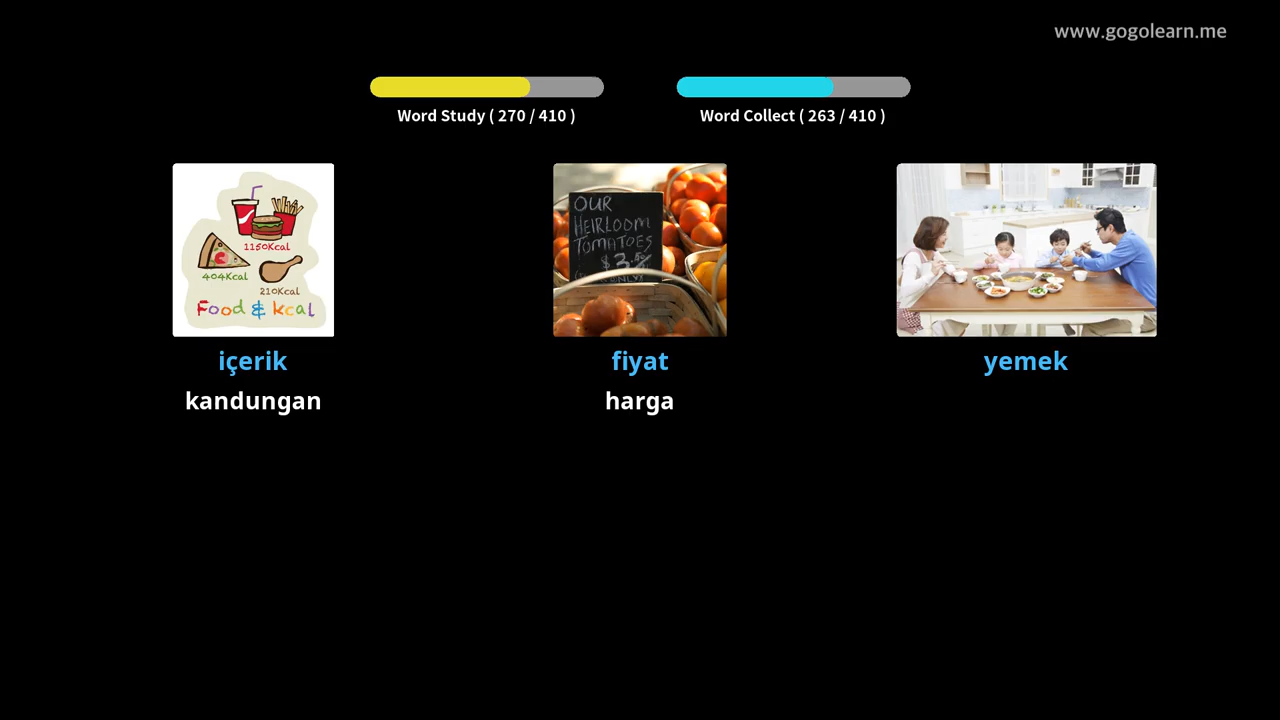 www.gogolearn.me
Word Study ( 270 / 410 )
Word Collect ( 263 / 410 )
1150Kcal
404Kcal
210Kcal
Food & kcal
OUR
HEIRLOOM
TOMATOES
içerik
fiyat
yemek
kandungan
harga